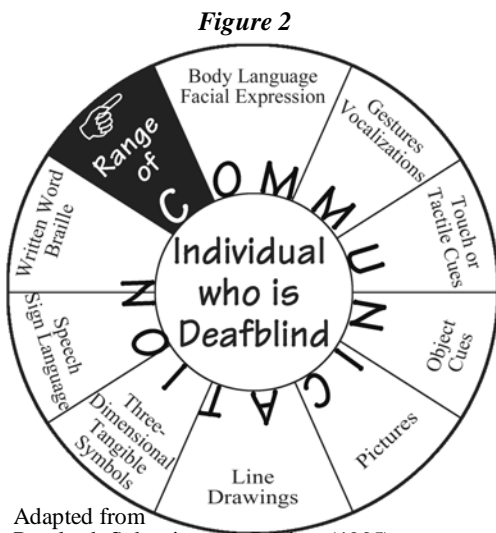 Figure 2
Range
of
COMMUNICATION
Body Language
Facial Expression
Gestures
Vocalizations
Touch or
Tactile Cues
Object
Cues
Pictures
Line
Drawings
Three-
Dimensional
Tangible
Symbols
Speech
Sign Language
Written Word
Braille
Individual
who is
Deafblind
Adapted from